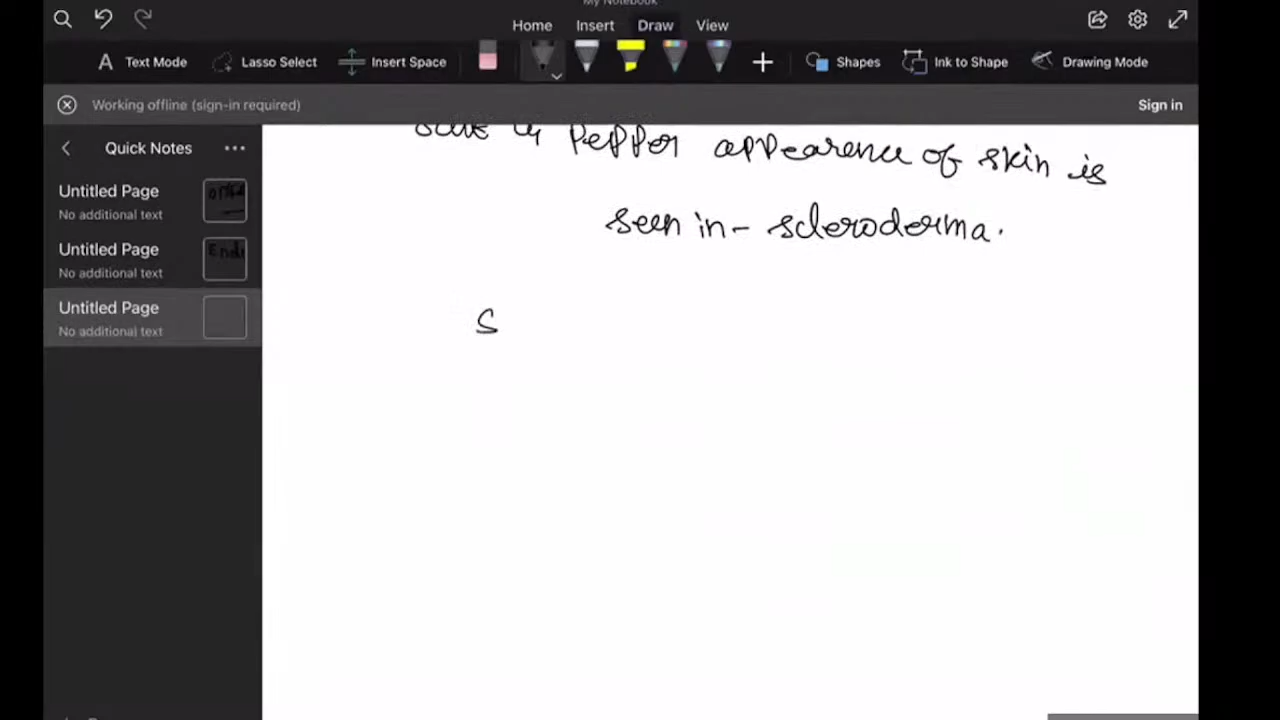 My Notebook
Home Insert Draw View
Text Mode Lasso Select Insert Space Shapes Ink to Shape Drawing Mode
Working offline (sign-in required) Sign in
Quick Notes
Untitled Page
No additional text
Untitled Page
No additional text
Untitled Page
No additional text
Pepper appearence of skin is
seen in - scleroderma.
S